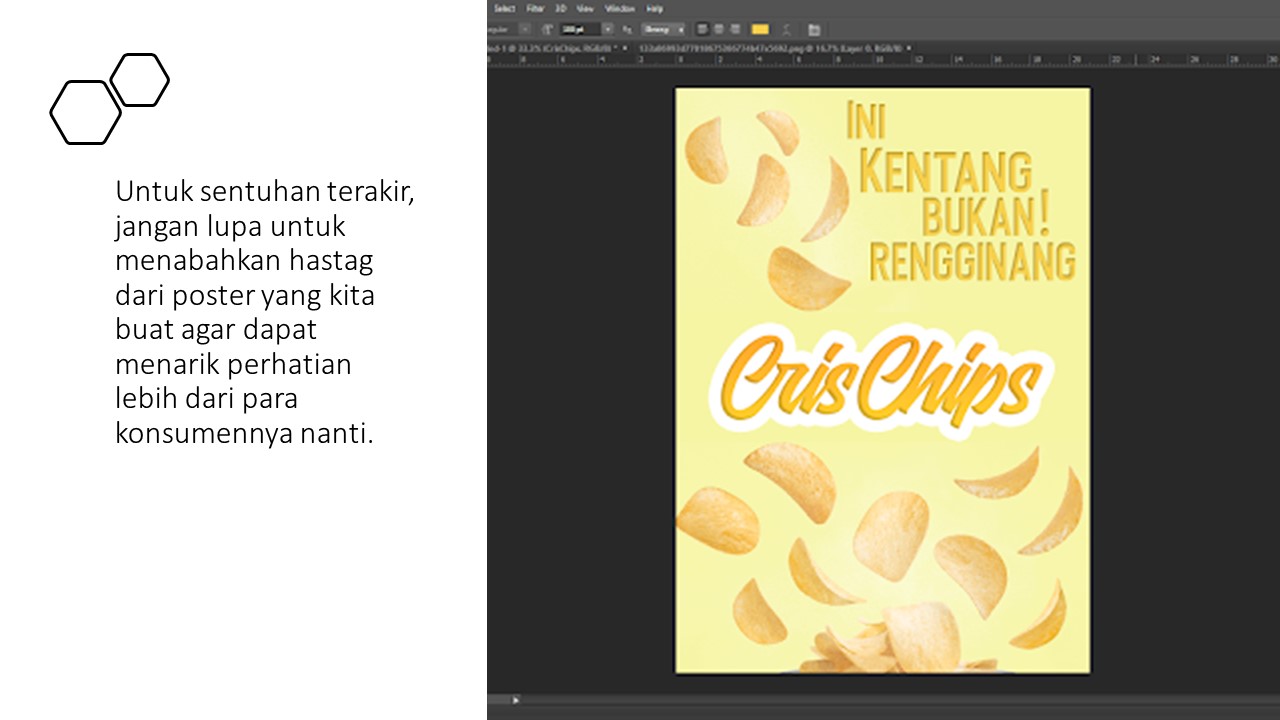 Untuk sentuhan terakir,
jangan lupa untuk
menabahkan hastag
dari poster yang kita
buat agar dapat
menarik perhatian
lebih dari para
konsumennya nanti.
Select Filter 3D View Window Help
INI
KENTANG
BUKAN!
RENGGINANG
CrisChips